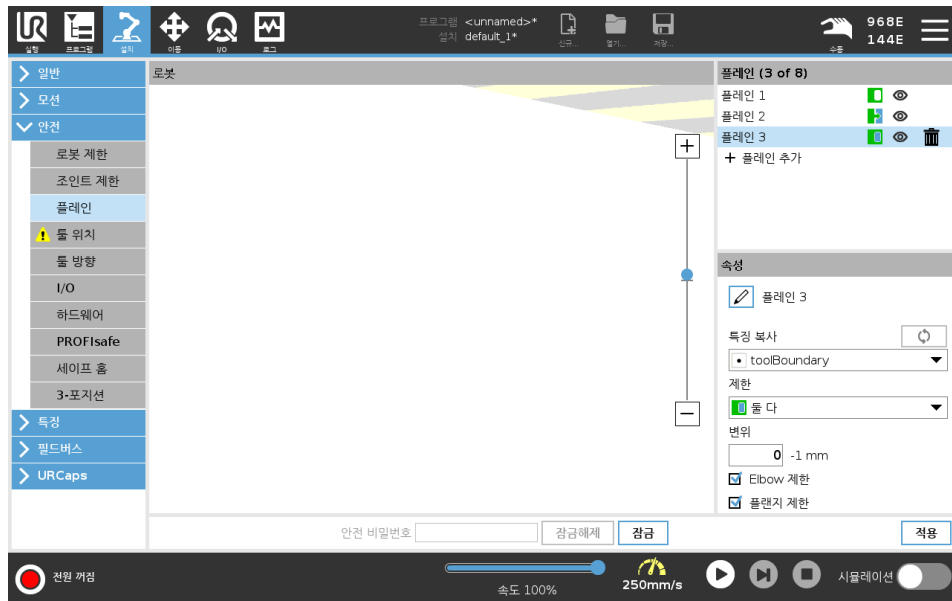 실행
프로그램
설치
이동
I/O
로그
프로그램 <unnamed>*
설치 default_1*
신규...
열기...
저장...
수동
968E
144E
일반
모션
안전
로봇 제한
조인트 제한
플레인
툴 위치
툴 방향
I/O
하드웨어
PROFIsafe
세이프 홈
3-포지션
특징
필드버스
URCaps
로봇
플레인 (3 of 8)
플레인 1
플레인 2
플레인 3
플레인 추가
속성
플레인 3
특징 복사
toolBoundary
제한
둘 다
변위
0 -1 mm
Elbow 제한
플랜지 제한
안전 비밀번호
잠금해제
잠금
적용
전원 꺼짐
속도 100%
250mm/s
시뮬레이션